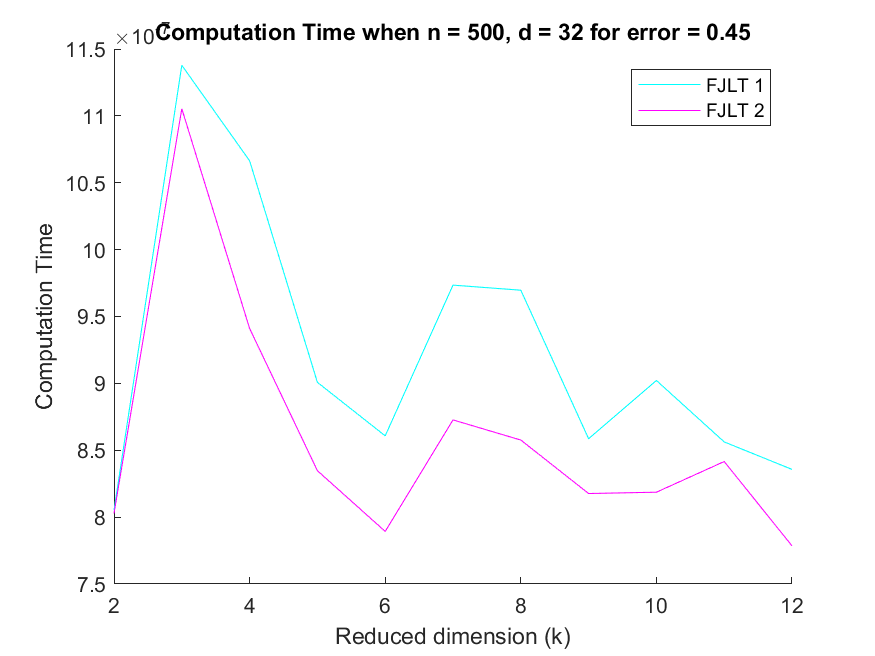 Computation Time when n = 500, d = 32 for error = 0.45
×10
11.5
11
10.5
10
9.5
9
8.5
8
7.5
Computation Time
FJLT 1
FJLT 2
2 4 6 8 10 12
Reduced dimension (k)